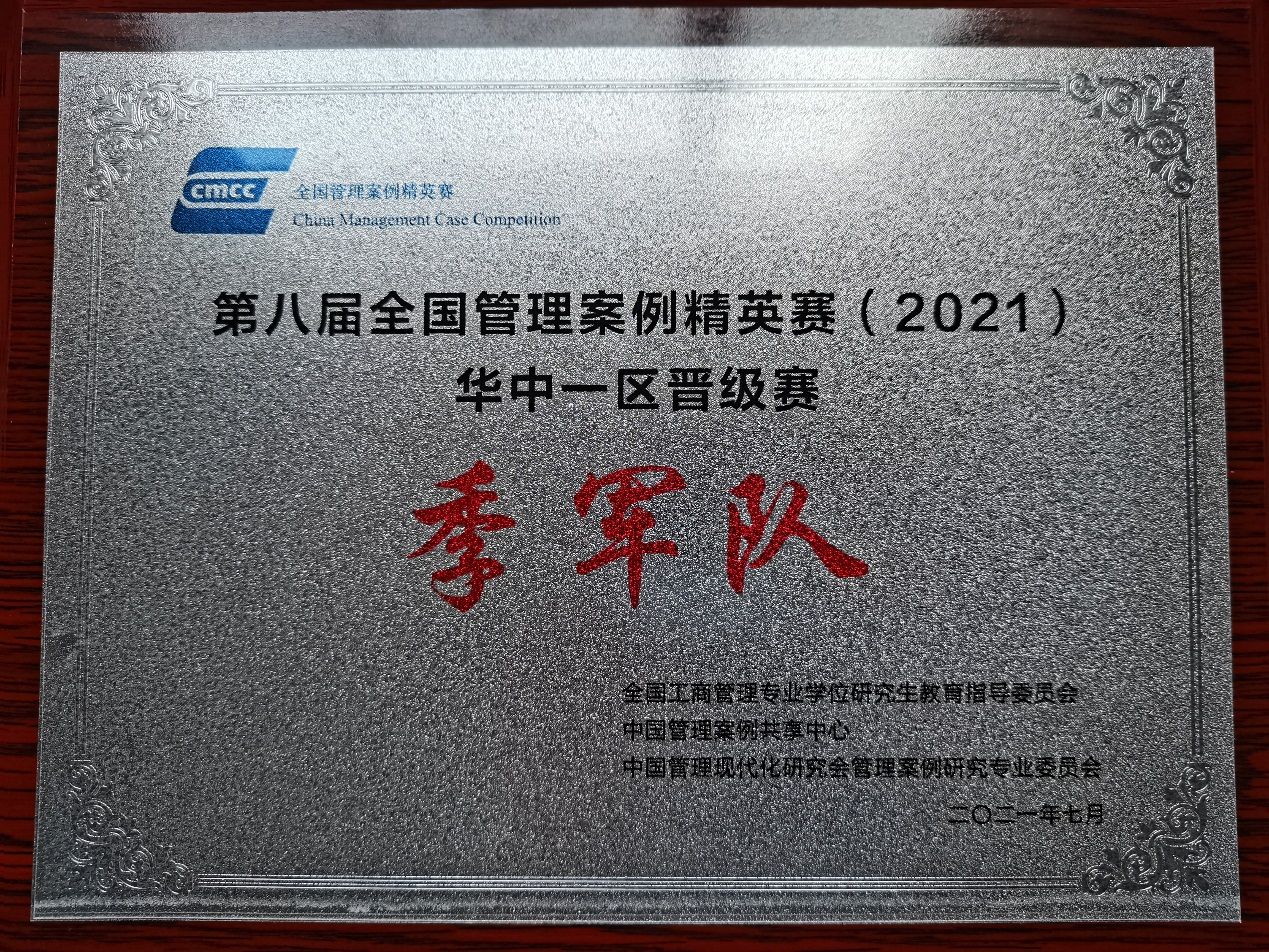 cmcc
全国管理案例精英赛
China Management Case Competition
第八届全国管理案例精英赛（2021）
华中一区晋级赛
季军队
全国工商管理专业学位研究生教育指导委员会
中国管理案例共享中心
中国管理现代化研究会管理案例研究专业委员会
二〇二一年七月